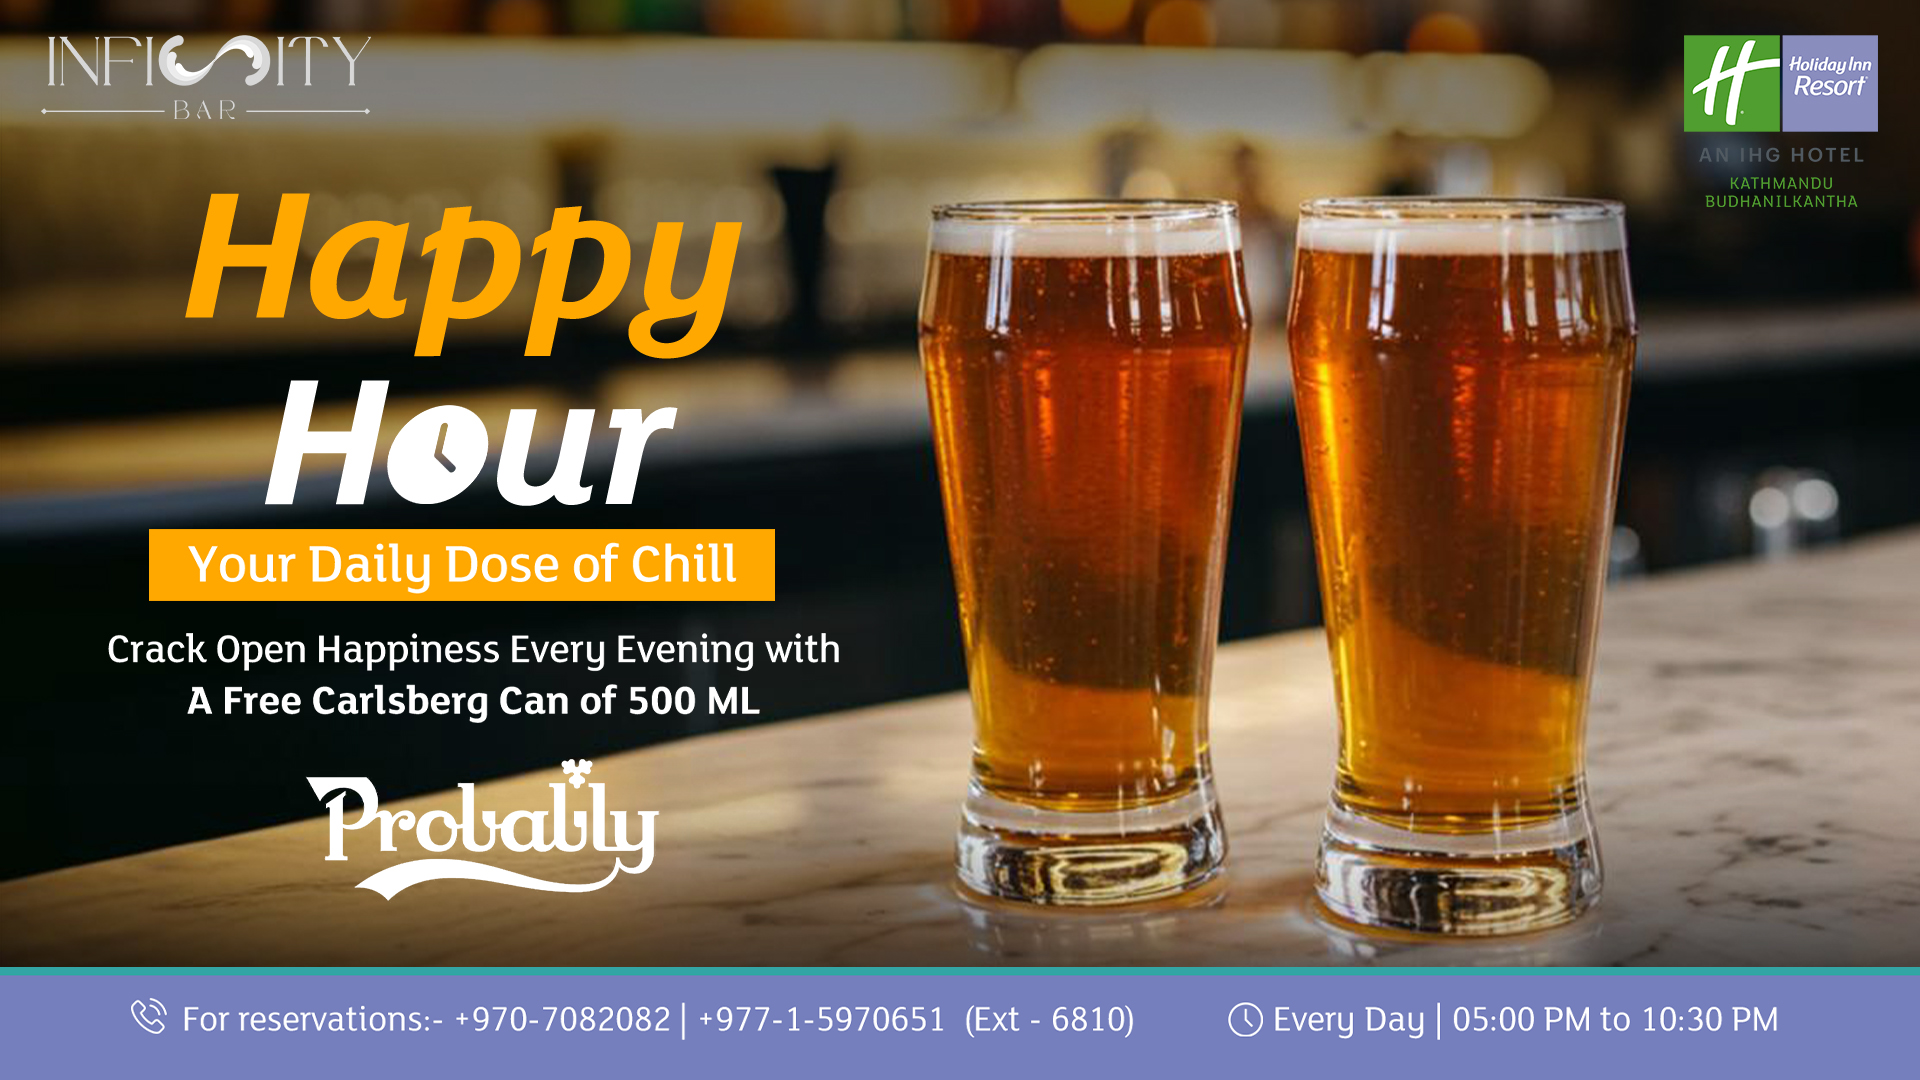 INFINITY
BAR
H
Holiday Inn
Resort
AN IHG HOTEL
KATHMANDU
BUDHANILKANTHA
Happy
Hour
Your Daily Dose of Chill
Crack Open Happiness Every Evening with
A Free Carlsberg Can of 500 ML
Probably
For reservations:- +970-7082082 | +977-1-5970651 (Ext - 6810)
Every Day | 05:00 PM to 10:30 PM